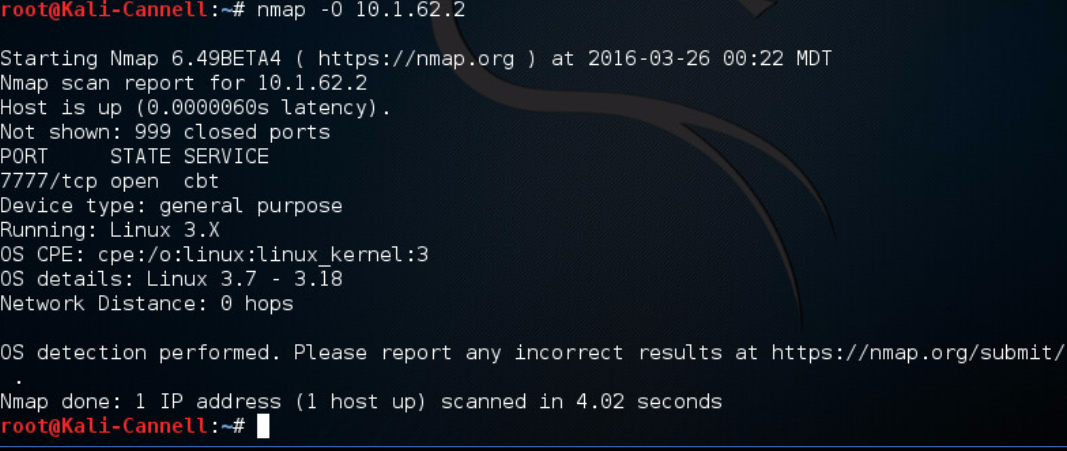 root@Kali-Cannell:~# nmap -O 10.1.62.2
Starting Nmap 6.49BETA4 ( https://nmap.org ) at 2016-03-26 00:22 MDT
Nmap scan report for 10.1.62.2
Host is up (0.0000060s latency).
Not shown: 999 closed ports
PORT     STATE SERVICE
7777/tcp open  cbt
Device type: general purpose
Running: Linux 3.X
OS CPE: cpe:/o:linux:linux_kernel:3
OS details: Linux 3.7 - 3.18
Network Distance: 0 hops
OS detection performed. Please report any incorrect results at https://nmap.org/submit/
 .
Nmap done: 1 IP address (1 host up) scanned in 4.02 seconds
root@Kali-Cannell:~#